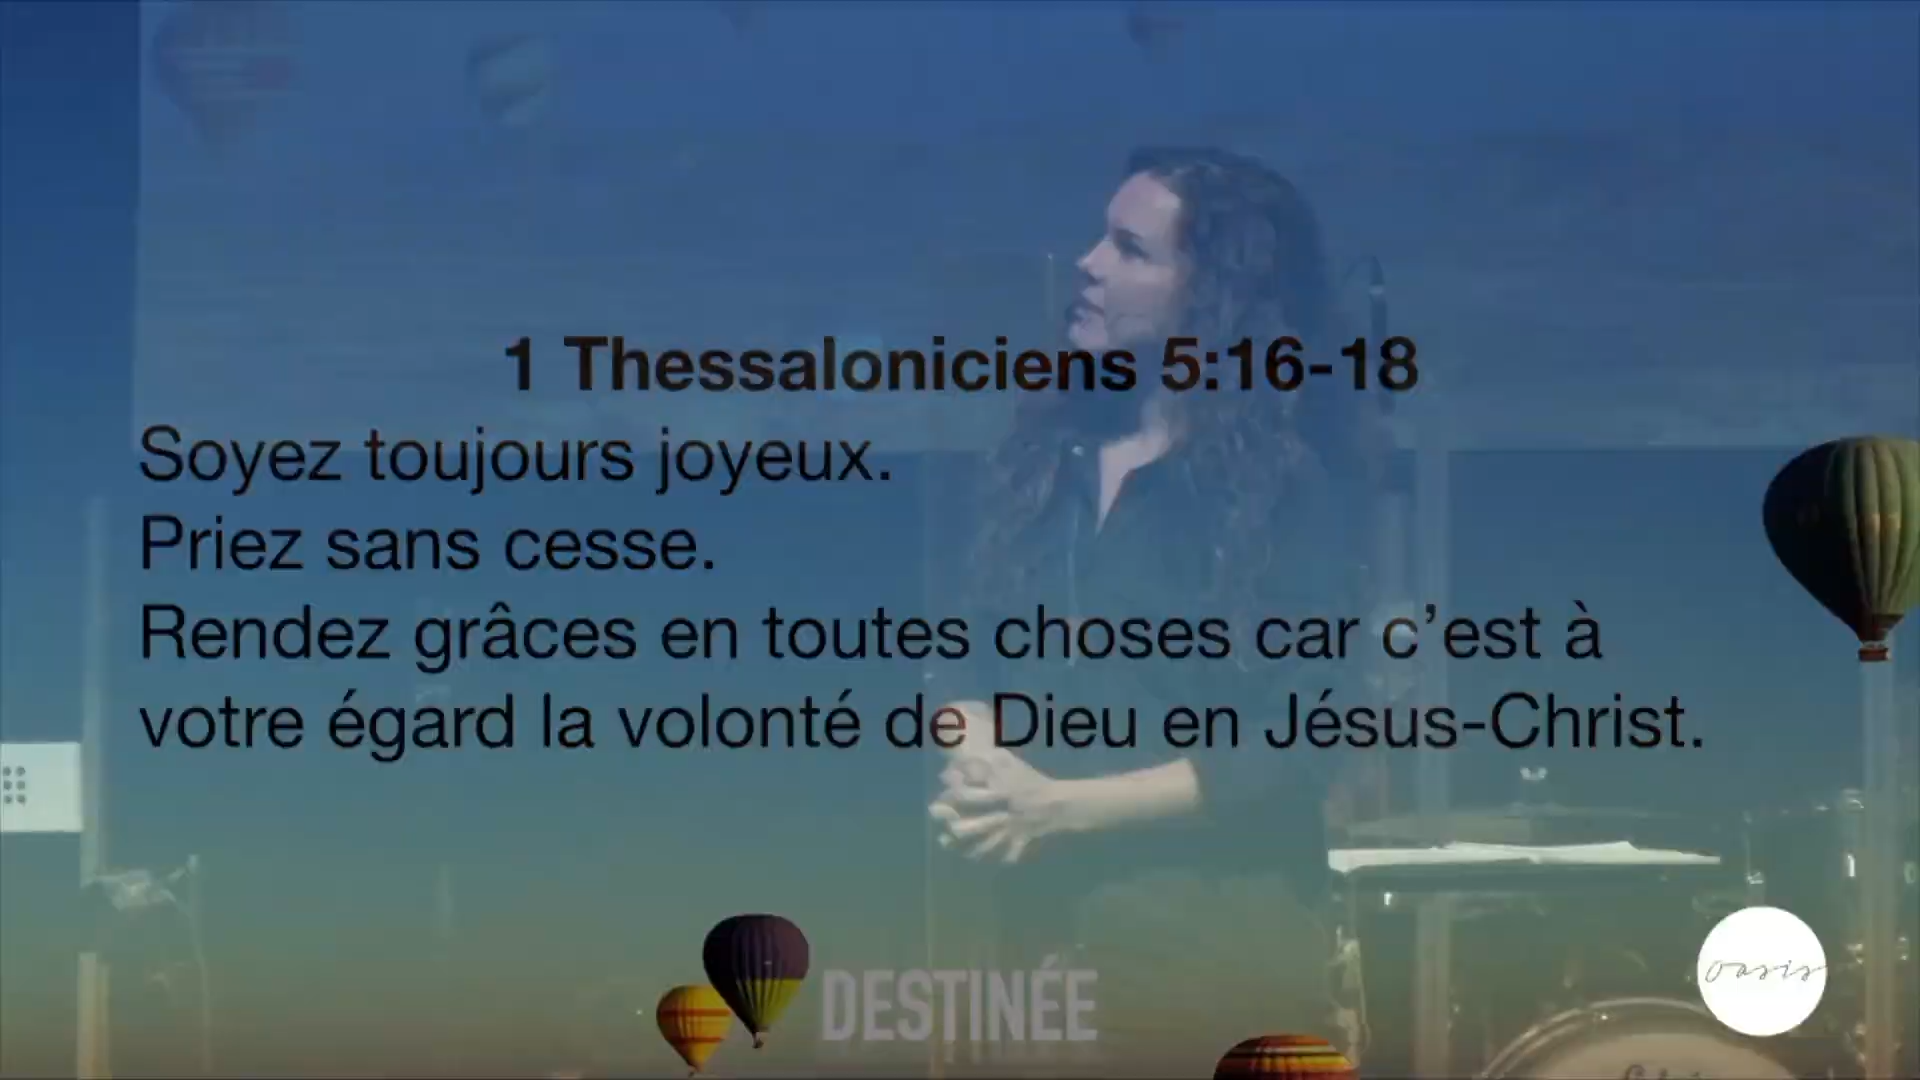 1 Thessaloniciens 5:16-18
Soyez toujours joyeux.
Priez sans cesse.
Rendez grâces en toutes choses car c’est à
votre égard la volonté de Dieu en Jésus-Christ.
DESTINÉE
oasis